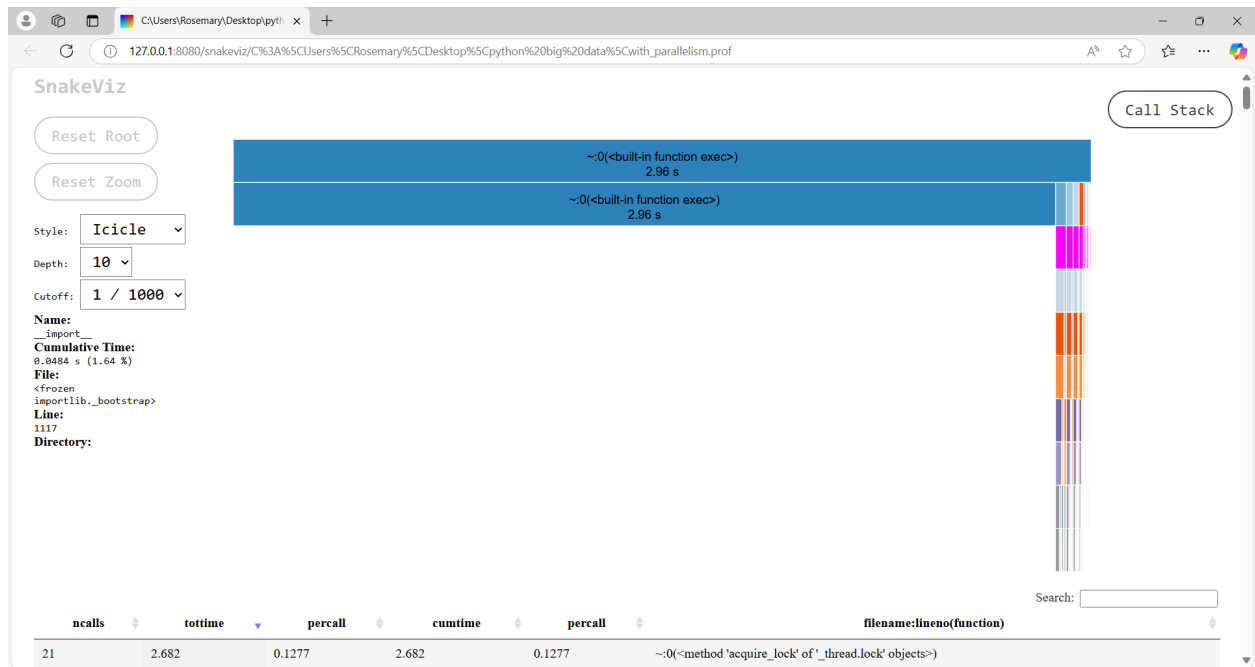 C:\Users\Rosemary\Desktop\pyth
127.0.0.1:8080/snakeviz/C%3A%5CUsers%5CRosemary%5CDesktop%5Cpython%20big%20data%5Cwith_parallelism.prof
SnakeViz
Call Stack
Reset Root
Reset Zoom
~:0(<built-in function exec>)
2.96 s
~:0(<built-in function exec>)
2.96 s
Style: Icicle
Depth: 10
Cutoff: 1 / 1000
Name:
__import__
Cumulative Time:
0.0484 s (1.64 %)
File:
<frozen
importlib._bootstrap>
Line:
1117
Directory:
Search:
ncalls tottime percall cumtime percall filename:lineno(function)
21 2.682 0.1277 2.682 0.1277 ~:0(<method 'acquire_lock' of '_thread.lock' objects>)